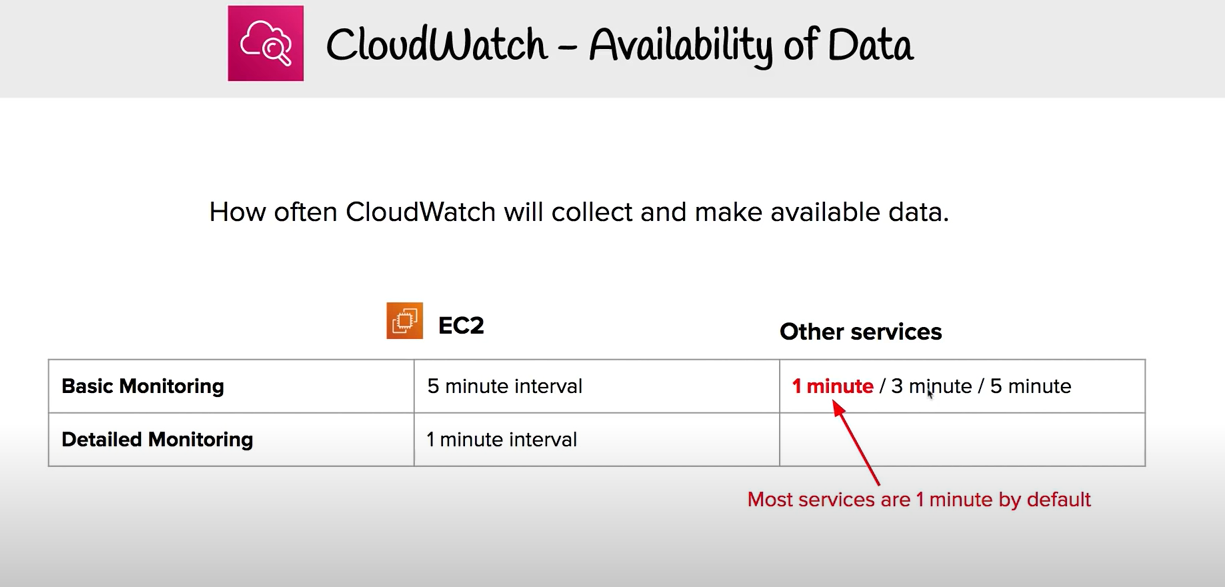 CloudWatch – Availability of Data
How often CloudWatch will collect and make available data.
EC2
Other services
Basic Monitoring
5 minute interval
1 minute / 3 minute / 5 minute
Detailed Monitoring
1 minute interval
Most services are 1 minute by default